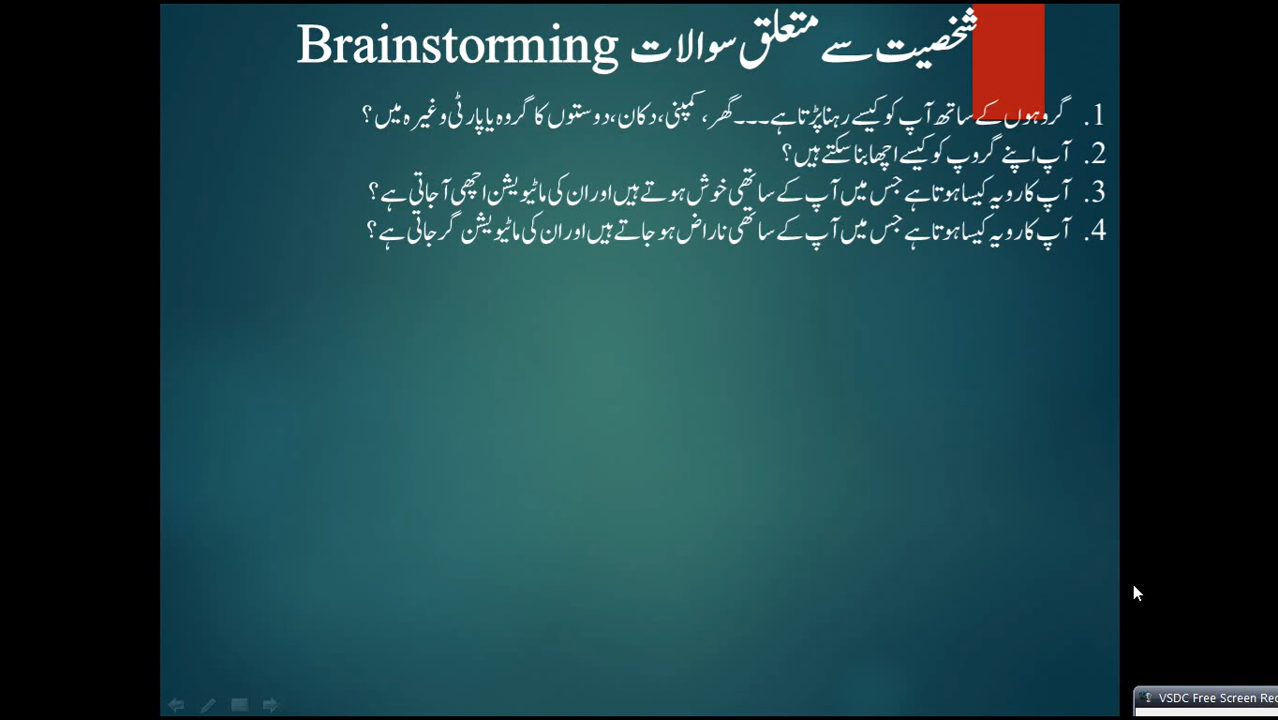 شخصیت سے متعلق سوالات Brainstorming
1. گروہوں کے ساتھ آپ کو کیسے رہنا پڑتا ہے۔۔۔گھر، کمپنی، دکان، دوستوں کا گروہ یا پارٹی وغیرہ میں؟
2. آپ اپنے گروپ کو کیسے اچھا بنا سکتے ہیں؟
3. آپ کا رویہ کیسا ہوتا ہے جس میں آپ کے ساتھی خوش ہوتے ہیں اور ان کی ماٹیویشن اچھی آ جاتی ہے؟
4. آپ کا رویہ کیسا ہوتا ہے جس میں آپ کے ساتھی ناراض ہو جاتے ہیں اور ان کی ماٹیویشن گر جاتی ہے؟
VSDC Free Screen Rec